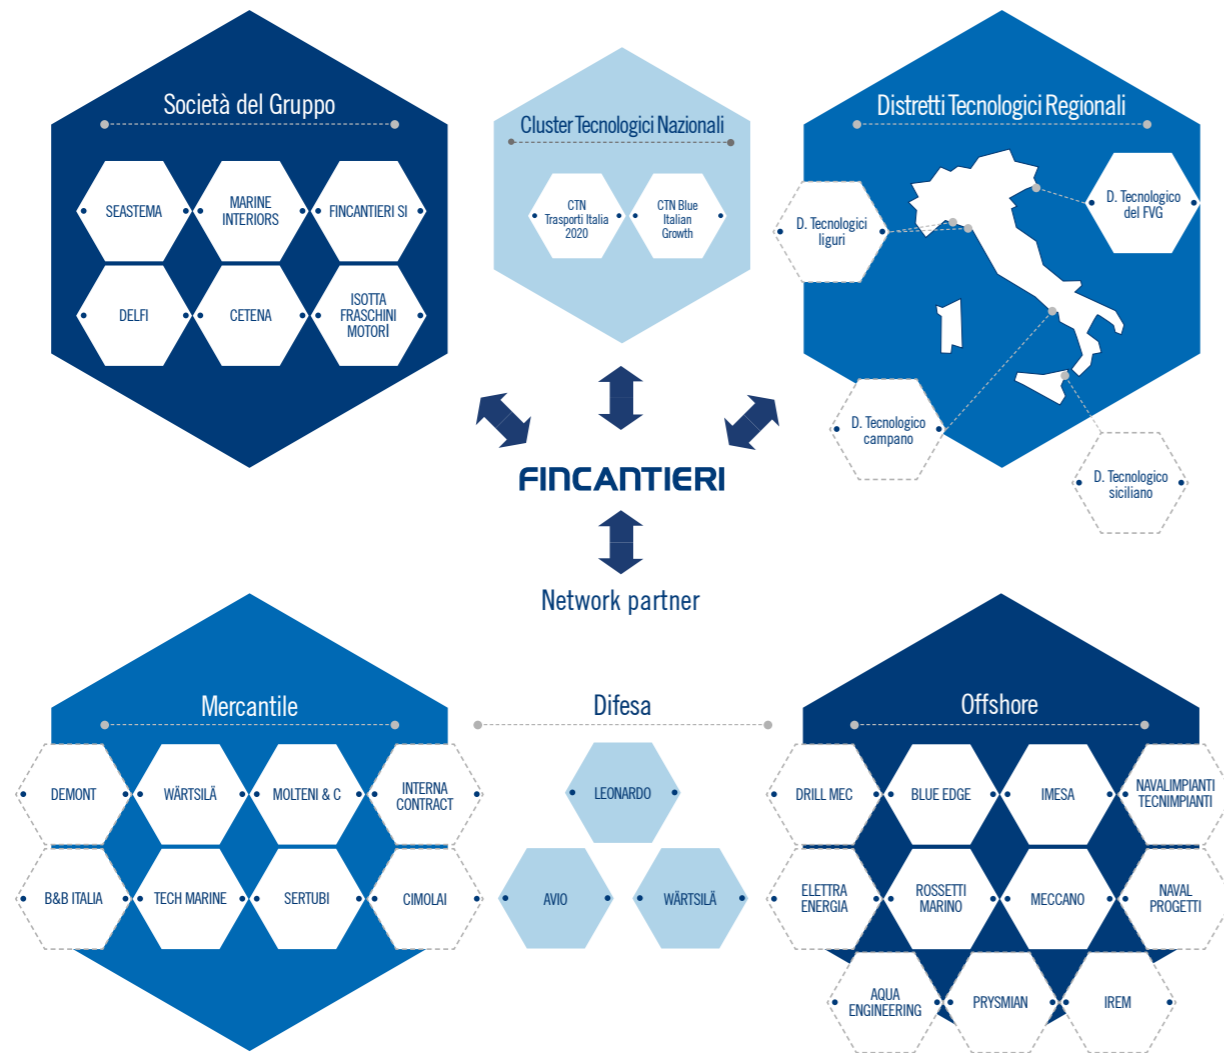 Società del Gruppo
SEASTEMA
MARINE
INTERIORS
FINCANTIERI SI
DELFI
CETENA
ISOTTA
FRASCHINI
MOTORI
Cluster Tecnologici Nazionali
CTN
Trasporti Italia
2020
CTN Blue
Italian
Growth
Distretti Tecnologici Regionali
D. Tecnologici
liguri
D. Tecnologico
del FVG
D. Tecnologico
campano
D. Tecnologico
siciliano
FINCANTIERI
Network partner
Mercantile
DEMONT
WÄRTSILÄ
MOLTENI & C
INTERNA
CONTRACT
B&B ITALIA
TECH MARINE
SERTUBI
CIMOLAI
Difesa
LEONARDO
AVIO
WÄRTSILÄ
Offshore
DRILL MEC
BLUE EDGE
IMESA
NAVALIMPIANTI
TECNIMPIANTI
ELETTRA
ENERGIA
ROSSETTI
MARINO
MECCANO
NAVAL
PROGETTI
AQUA
ENGINEERING
PRYSMIAN
IREM